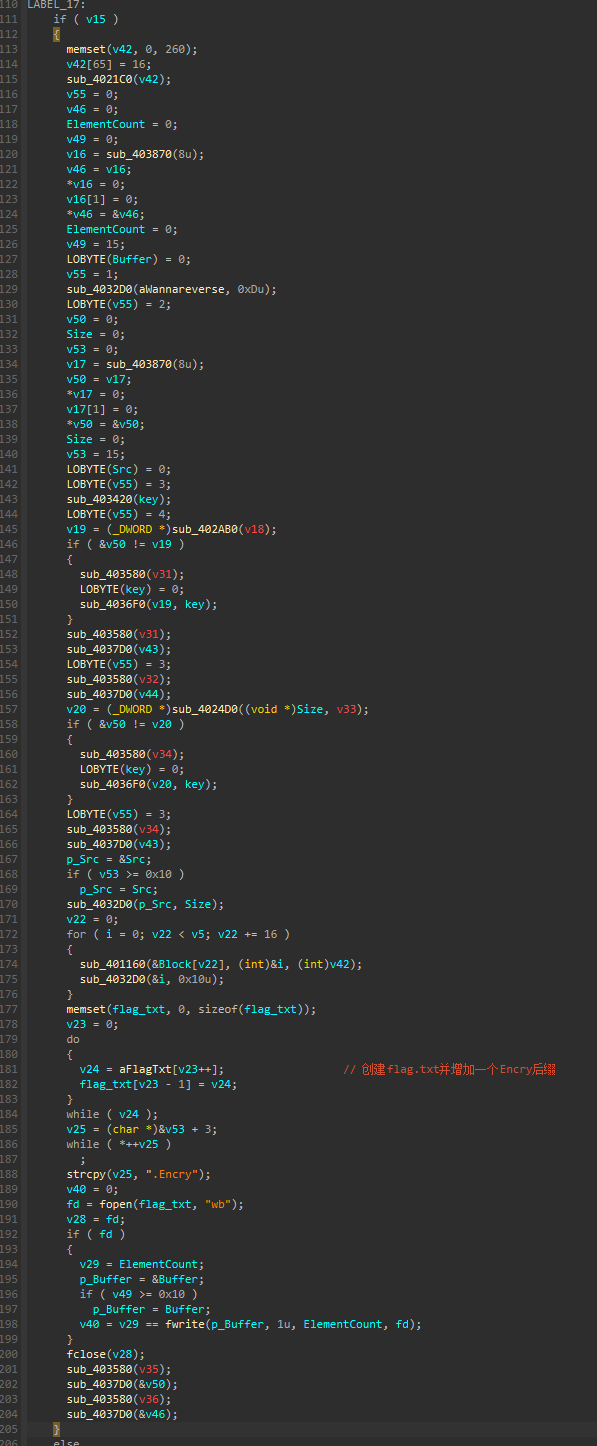 110 LABEL_17:
111 if ( v15 )
112 {
113 memset(v42, 0, 260);
114 v42[65] = 16;
115 sub_4021C0(v42);
116 v55 = 0;
117 v46 = 0;
118 ElementCount = 0;
119 v49 = 0;
120 v16 = sub_403870(8u);
121 v46 = v16;
122 *v16 = 0;
123 v16[1] = 0;
124 *v46 = &v46;
125 ElementCount = 0;
126 v49 = 15;
127 LOBYTE(Buffer) = 0;
128 v55 = 1;
129 sub_4032D0(aWannareverse, 0xDu);
130 LOBYTE(v55) = 2;
131 v50 = 0;
132 Size = 0;
133 v53 = 0;
134 v17 = sub_403870(8u);
135 v50 = v17;
136 *v17 = 0;
137 v17[1] = 0;
138 *v50 = &v50;
139 Size = 0;
140 v53 = 15;
141 LOBYTE(Src) = 0;
142 LOBYTE(v55) = 3;
143 sub_403420(key);
144 LOBYTE(v55) = 4;
145 v19 = (_DWORD *)sub_402AB0(v18);
146 if ( &v50 != v19 )
147 {
148 sub_403580(v31);
149 LOBYTE(key) = 0;
150 sub_4036F0(v19, key);
151 }
152 sub_403580(v31);
153 sub_4037D0(v43);
154 LOBYTE(v55) = 3;
155 sub_403580(v32);
156 sub_4037D0(v44);
157 v20 = (_DWORD *)sub_4024D0((void *)Size, v33);
158 if ( &v50 != v20 )
159 {
160 sub_403580(v34);
161 LOBYTE(key) = 0;
162 sub_4036F0(v20, key);
163 }
164 LOBYTE(v55) = 3;
165 sub_403580(v34);
166 sub_4037D0(v43);
167 p_Src = &Src;
168 if ( v53 >= 0x10 )
169 p_Src = Src;
170 sub_4032D0(p_Src, Size);
171 v22 = 0;
172 for ( i = 0; v22 < v5; v22 += 16 )
173 {
174 sub_401160(&Block[v22], (int)&i, (int)v42);
175 sub_4032D0(&i, 0x10u);
176 }
177 memset(flag_txt, 0, sizeof(flag_txt));
178 v23 = 0;
179 do
180 {
181 v24 = aFlagTxt[v23++]; // 创建flag.txt并增加一个Encry后缀
182 flag_txt[v23 - 1] = v24;
183 }
184 while ( v24 );
185 v25 = (char *)&v53 + 3;
186 while ( *++v25 )
187 ;
188 strcpy(v25, ".Encry");
189 v40 = 0;
190 fd = fopen(flag_txt, "wb");
191 v28 = fd;
192 if ( fd )
193 {
194 v29 = ElementCount;
195 p_Buffer = &Buffer;
196 if ( v49 >= 0x10 )
197 p_Buffer = Buffer;
198 v40 = v29 == fwrite(p_Buffer, 1u, ElementCount, fd);
199 }
200 fclose(v28);
201 sub_403580(v35);
202 sub_4037D0(&v50);
203 sub_403580(v36);
204 sub_4037D0(&v46);
205 }
206 else